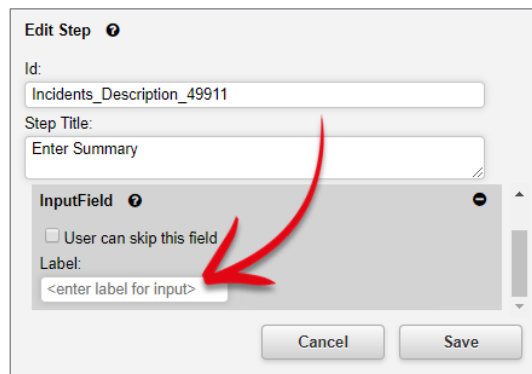 Edit Step ?
Id:
Incidents_Description_49911
Step Title:
Enter Summary
InputField ?
User can skip this field
Label:
<enter label for input>
Cancel Save